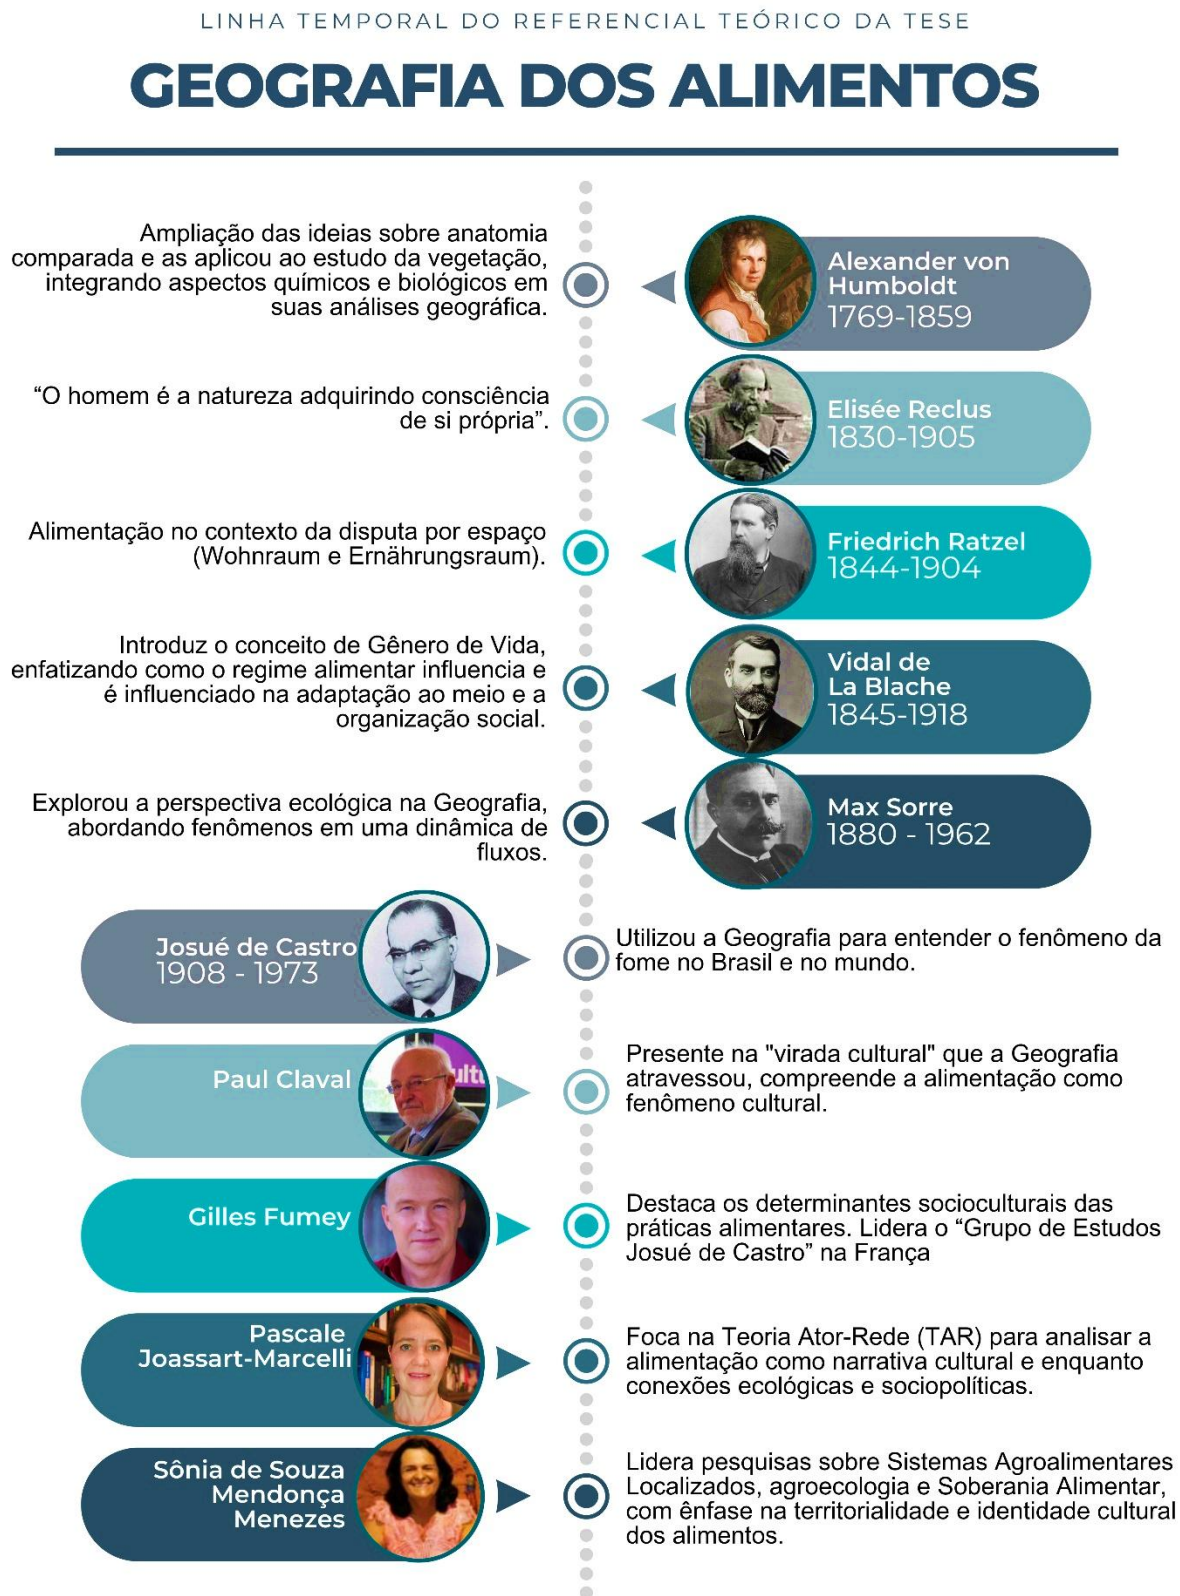 LINHA TEMPORAL DO REFERENCIAL TEÓRICO DA TESE
GEOGRAFIA DOS ALIMENTOS
Ampliação das ideias sobre anatomia
comparada e as aplicou ao estudo da vegetação,
integrando aspectos químicos e biológicos em
suas análises geográfica.
Alexander von
Humboldt
1769-1859
“O homem é a natureza adquirindo consciência
de si própria”.
Elisée Reclus
1830-1905
Alimentação no contexto da disputa por espaço
(Wohnraum e Ernährungsraum).
Friedrich Ratzel
1844-1904
Introduz o conceito de Gênero de Vida,
enfatizando como o regime alimentar influencia e
é influenciado na adaptação ao meio e a
organização social.
Vidal de
La Blache
1845-1918
Explorou a perspectiva ecológica na Geografia,
abordando fenômenos em uma dinâmica de
fluxos.
Max Sorre
1880 - 1962
Josué de Castro
1908 - 1973
Utilizou a Geografia para entender o fenômeno da
fome no Brasil e no mundo.
Paul Claval
ultu
Presente na "virada cultural" que a Geografia
atravessou, compreende a alimentação como
fenômeno cultural.
Gilles Fumey
Destaca os determinantes socioculturais das
práticas alimentares. Lidera o “Grupo de Estudos
Josué de Castro” na França
Pascale
Joassart-Marcelli
Foca na Teoria Ator-Rede (TAR) para analisar a
alimentação como narrativa cultural e enquanto
conexões ecológicas e sociopolíticas.
Sônia de Souza
Mendonça
Menezes
Lidera pesquisas sobre Sistemas Agroalimentares
Localizados, agroecologia e Soberania Alimentar,
com ênfase na territorialidade e identidade cultural
dos alimentos.